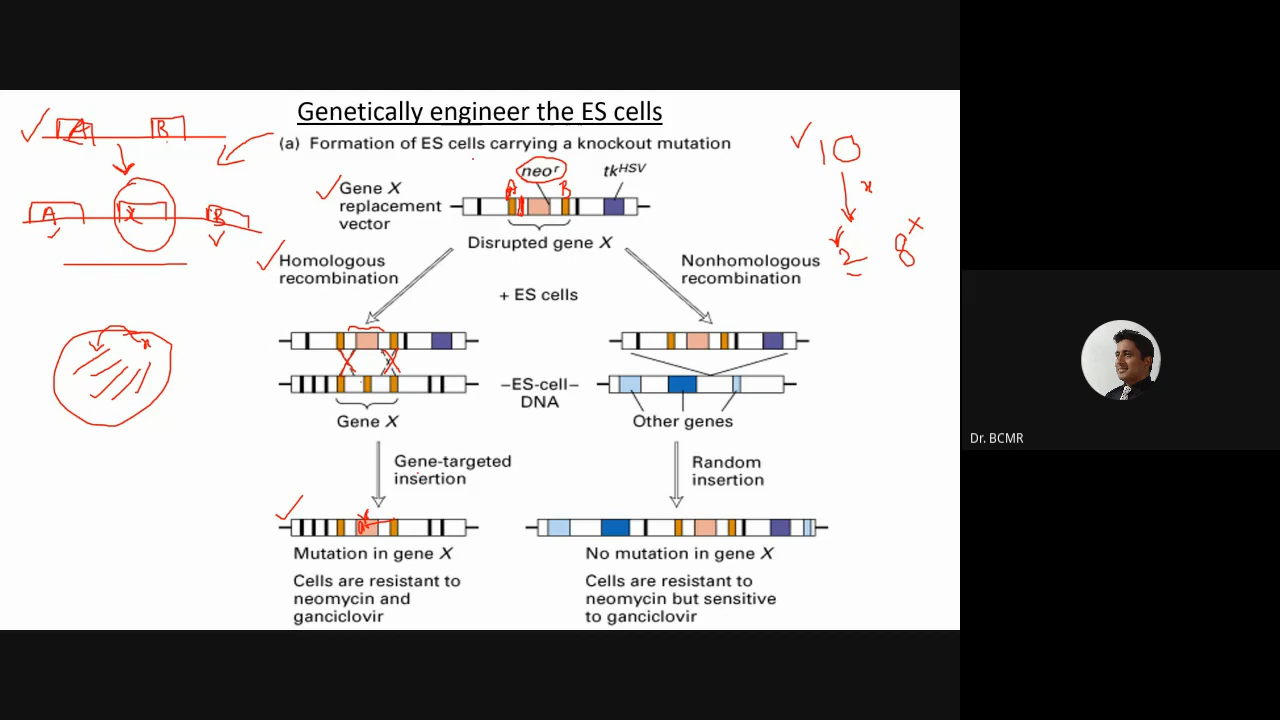 Genetically engineer the ES cells
(a) Formation of ES cells carrying a knockout mutation
A B
A x B
10
x
2 8 x
Gene X
replacement
vector
neoʳ
tkᴴˢⱽ
A B
Disrupted gene X
Homologous
recombination
Nonhomologous
recombination
+ ES cells
–ES-cell–
DNA
Gene X
Other genes
x
Gene-targeted
insertion
Random
insertion
Mutation in gene X
No mutation in gene X
Cells are resistant to
neomycin and
ganciclovir
Cells are resistant to
neomycin but sensitive
to ganciclovir
Dr. BCMR